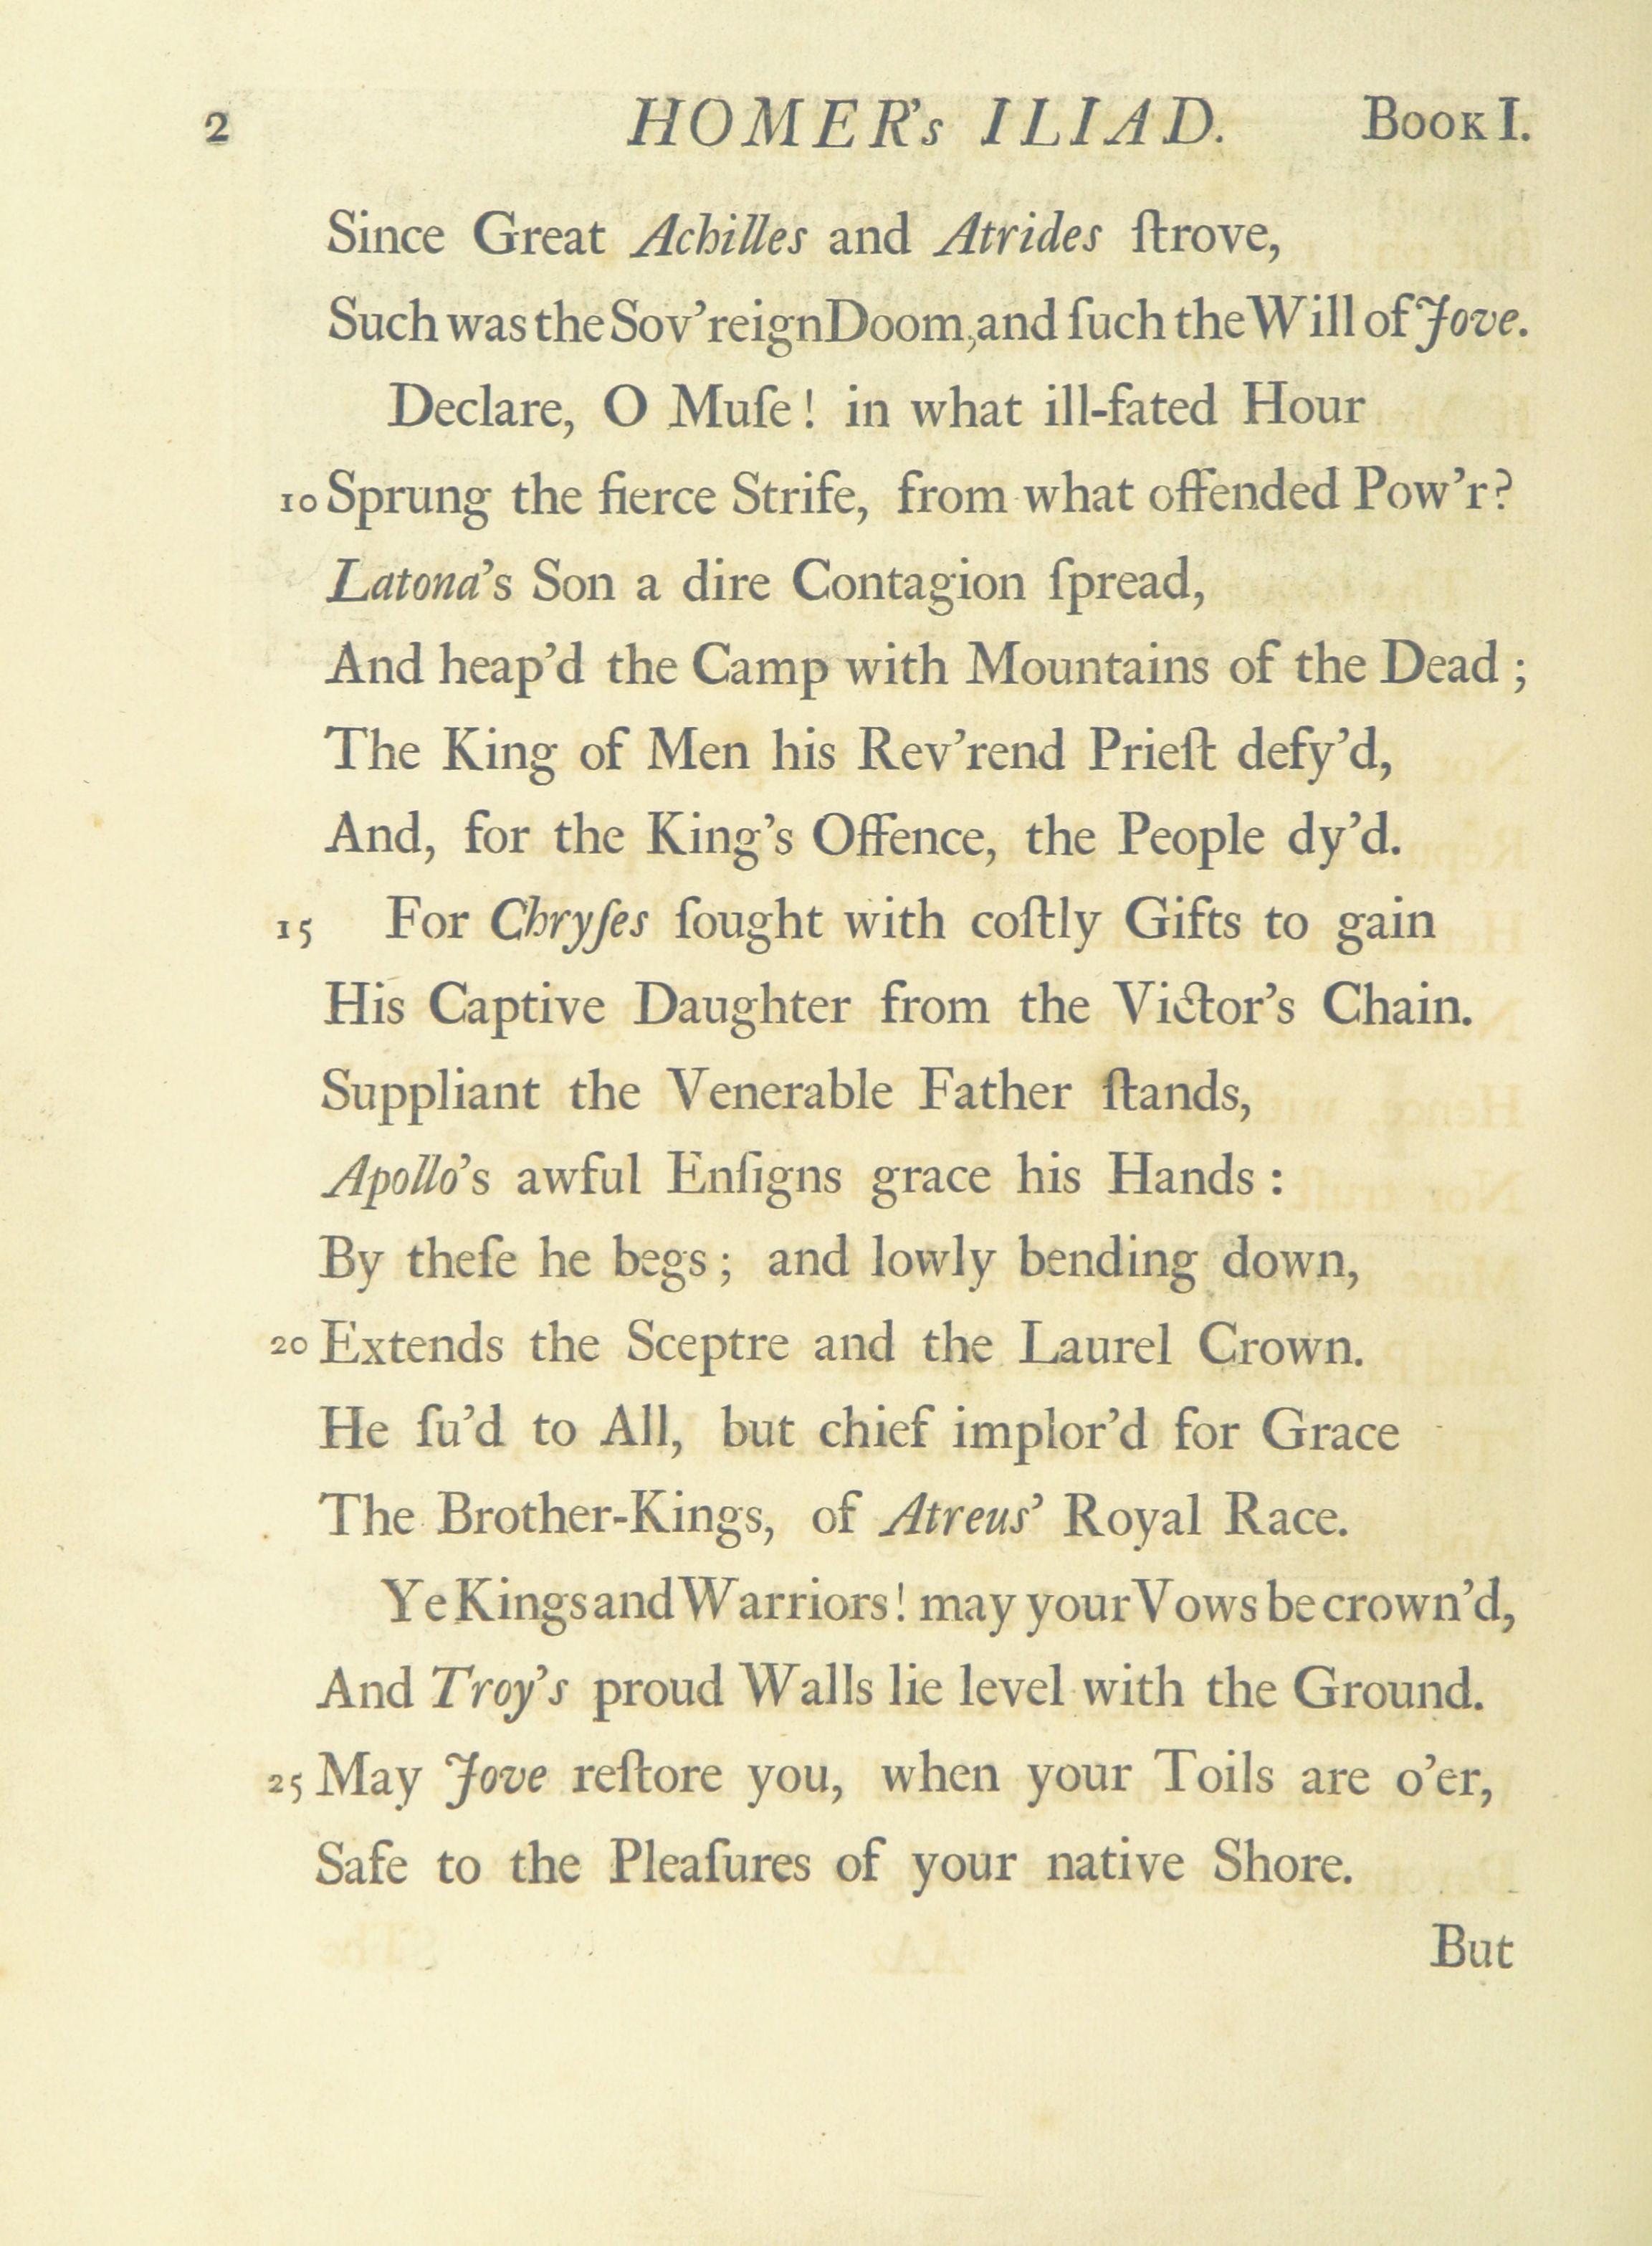 2 HOMER's ILIAD. BOOK I.
Since Great Achilles and Atrides ſtrove,
Such was the Sov'reign Doom, and ſuch the Will of Jove.
Declare, O Muſe! in what ill-fated Hour
10 Sprung the fierce Strife, from what offended Pow'r?
Latona's Son a dire Contagion ſpread,
And heap'd the Camp with Mountains of the Dead;
The King of Men his Rev'rend Prieſt defy'd,
And, for the King's Offence, the People dy'd.
15 For Chryſes ſought with coſtly Gifts to gain
His Captive Daughter from the Victor's Chain.
Suppliant the Venerable Father ſtands,
Apollo's awful Enſigns grace his Hands:
By theſe he begs; and lowly bending down,
20 Extends the Sceptre and the Laurel Crown.
He ſu'd to All, but chief implor'd for Grace
The Brother-Kings, of Atreus' Royal Race.
Ye Kings and Warriors! may your Vows be crown'd,
And Troy's proud Walls lie level with the Ground.
25 May Jove reſtore you, when your Toils are o'er,
Safe to the Pleaſures of your native Shore.
But